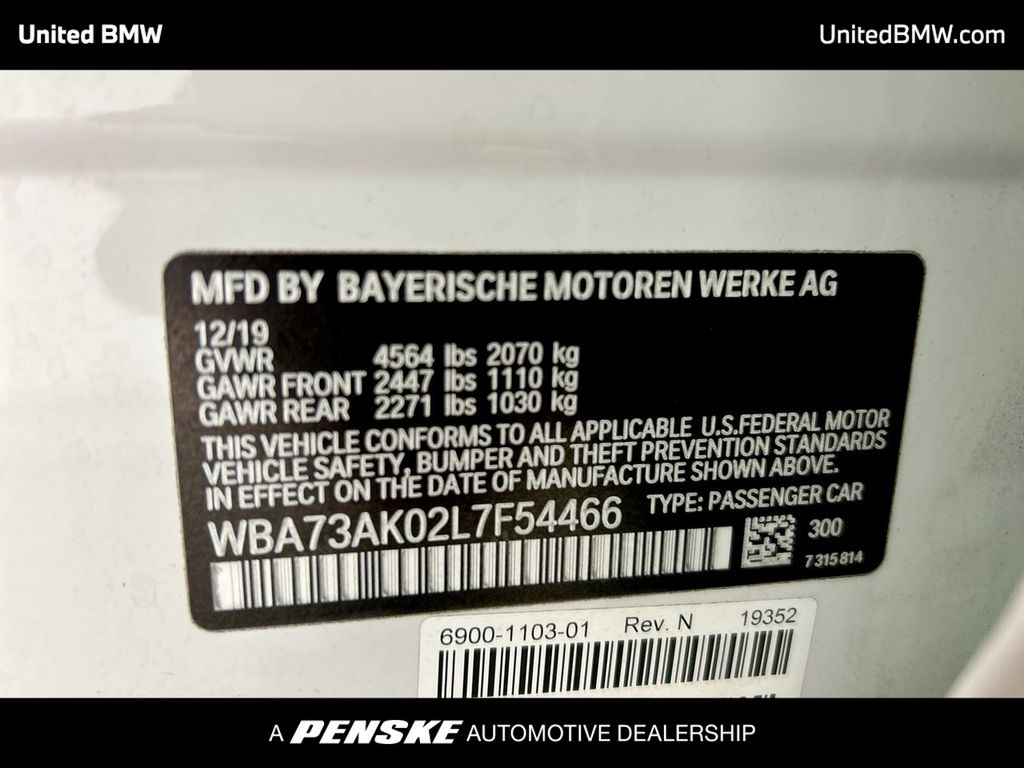 United BMW
UnitedBMW.com
MFD BY BAYERISCHE MOTOREN WERKE AG
12/19
GVWR 4564 lbs 2070 kg
GAWR FRONT 2447 lbs 1110 kg
GAWR REAR 2271 lbs 1030 kg
THIS VEHICLE CONFORMS TO ALL APPLICABLE U.S.FEDERAL MOTOR
VEHICLE SAFETY, BUMPER AND THEFT PREVENTION STANDARDS
IN EFFECT ON THE DATE OF MANUFACTURE SHOWN ABOVE.
WBA73AK02L7F54466 TYPE: PASSENGER CAR
300
7315814
6900-1103-01 Rev. N 19352
A PENSKE AUTOMOTIVE DEALERSHIP